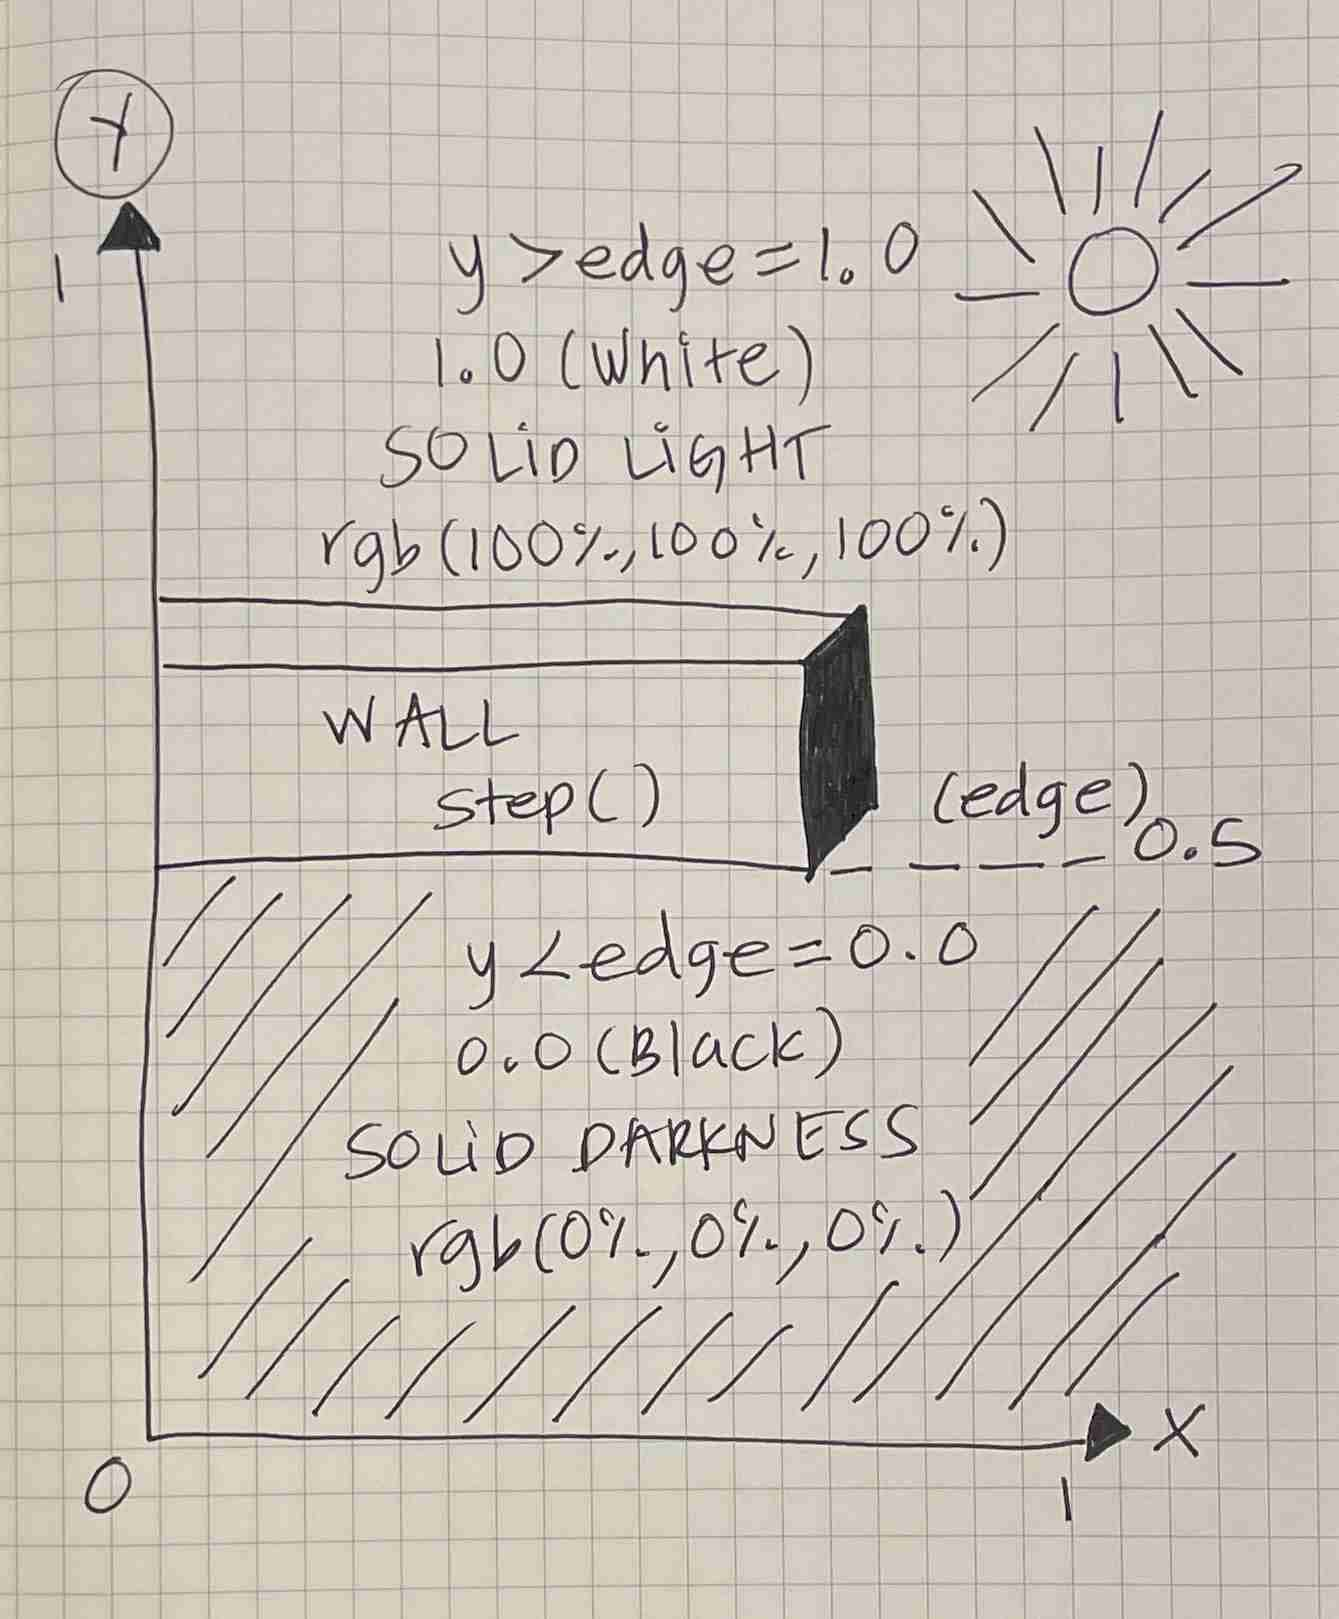 Y
1
y > edge = 1.0
1.0 (White)
SOLiD LiGHT
rgb (100%, 100%, 100%)
WALL
step()
(edge)
0.5
y < edge = 0.0
0.0 (Black)
SOLiD DARKNESS
rgb (0%, 0%, 0%)
X
0
1